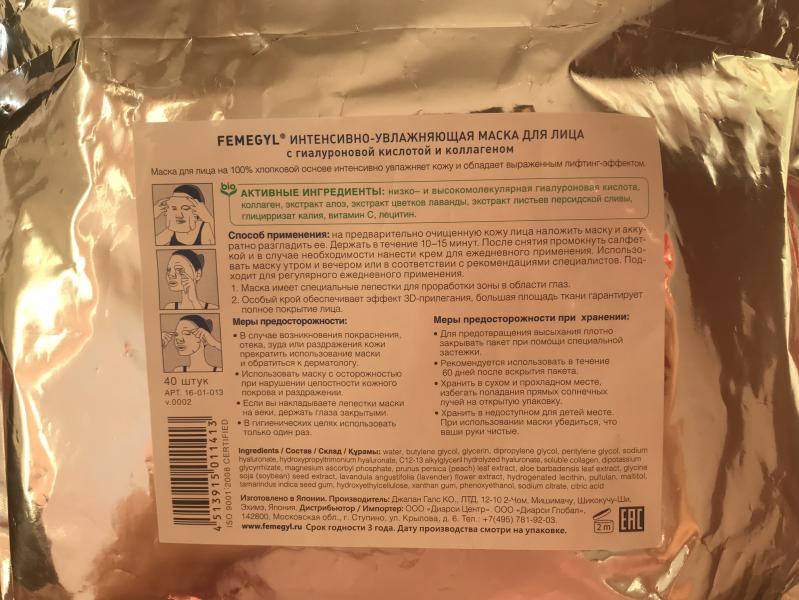 FEMEGYL® ИНТЕНСИВНО-УВЛАЖНЯЮЩАЯ МАСКА ДЛЯ ЛИЦА
С ГИАЛУРОНОВОЙ КИСЛОТОЙ И КОЛЛАГЕНОМ
Маска для лица на 100% хлопковой основе интенсивно увлажняет кожу и обладает выраженным лифтинг-эффектом.
bio АКТИВНЫЕ ИНГРЕДИЕНТЫ: низко– и высокомолекулярная гиалуроновая кислота,
коллаген, экстракт алоэ, экстракт цветков лаванды, экстракт листьев персидской сливы,
глицирризат калия, витамин С, лецитин.
Способ применения: на предварительно очищенную кожу лица наложить маску и акку-
ратно разгладить ее. Держать в течение 10–15 минут. После снятия промокнуть салфет-
кой и в случае необходимости нанести крем для ежедневного применения. Использо-
вать маску утром и вечером или в соответствии с рекомендациями специалистов. Под-
ходит для регулярного ежедневного применения.
1. Маска имеет специальные лепестки для проработки зоны в области глаз.
2. Особый крой обеспечивает эффект 3D-прилегания, большая площадь ткани гарантирует
полное покрытие лица.
Меры предосторожности:
• В случае возникновения покраснения,
отека, зуда или раздражения кожи
прекратить использование маски
и обратиться к дерматологу.
• Использовать маску с осторожностью
при нарушении целостности кожного
покрова и раздражении.
• Если вы накладываете лепестки маски
на веки, держать глаза закрытыми.
• В гигиенических целях использовать
только один раз.
Меры предосторожности при хранении:
• Для предотвращения высыхания плотно
закрывать пакет при помощи специальной
застежки.
• Рекомендуется использовать в течение
60 дней после вскрытия пакета.
• Хранить в сухом и прохладном месте,
избегать попадания прямых солнечных
лучей на открытую упаковку.
• Хранить в недоступном для детей месте.
При использовании маски убедиться, что
ваши руки чистые.
40 штук
АРТ. 16-01-013
v.0002
4 513915 011413
ISO 9001:2008 CERTIFIED
Ingredients / Состав / Склад / Құрамы: water, butylene glycol, glycerin, dipropylene glycol, pentylene glycol, sodium
hyaluronate, hydroxypropyltrimonium hyaluronate, C12-13 alkylglyceryl hydrolyzed hyaluronate, soluble collagen, dipotassium
glycyrrhizate, magnesium ascorbyl phosphate, prunus persica (peach) leaf extract, aloe barbadensis leaf extract, glycine
soja (soybean) seed extract, lavandula angustifolia (lavender) flower extract, hydrogenated lecithin, pullulan, maltitol,
tamarindus indica seed gum, hydroxyethylcellulose, xanthan gum, phenoxyethanol, sodium citrate, citric acid
Изготовлено в Японии. Производитель: Джапан Галс КО., ЛТД, 12-10 2-Чом, Мишимачу, Шикокучу-Ши,
Эхимэ, Япония. Дистрибьютор / Импортер: ООО «Диарси Центр». ООО «Диарси Глобал»,
142800, Московская обл., г. Ступино, ул. Крылова, д. 6. Тел.: +7(495) 781-92-03.
www.femegyl.ru Срок годности 3 года. Дату производства смотри на упаковке.
2 m
EAC